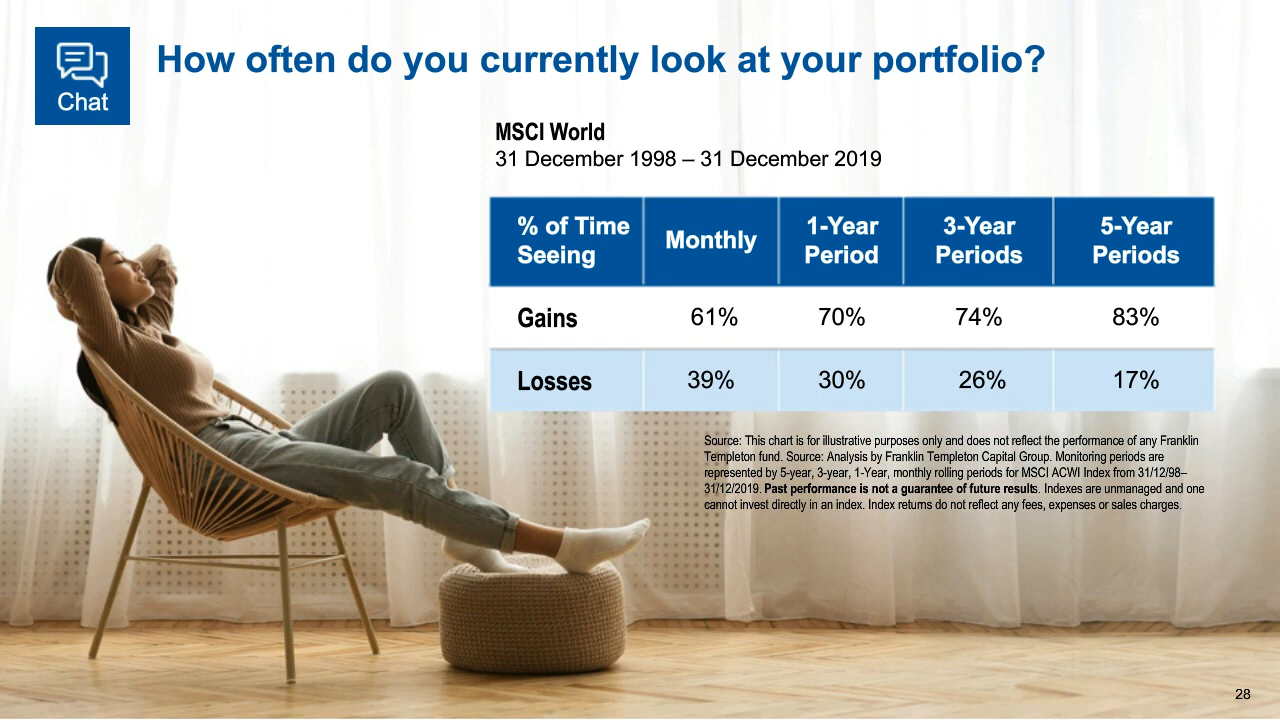 Chat
How often do you currently look at your portfolio?
MSCI World
31 December 1998 – 31 December 2019
% of Time Seeing Monthly 1-Year Period 3-Year Periods 5-Year Periods
Gains 61% 70% 74% 83%
Losses 39% 30% 26% 17%
Source: This chart is for illustrative purposes only and does not reflect the performance of any Franklin
Templeton fund. Source: Analysis by Franklin Templeton Capital Group. Monitoring periods are
represented by 5-year, 3-year, 1-Year, monthly rolling periods for MSCI ACWI Index from 31/12/98–
31/12/2019. Past performance is not a guarantee of future results. Indexes are unmanaged and one
cannot invest directly in an index. Index returns do not reflect any fees, expenses or sales charges.
28